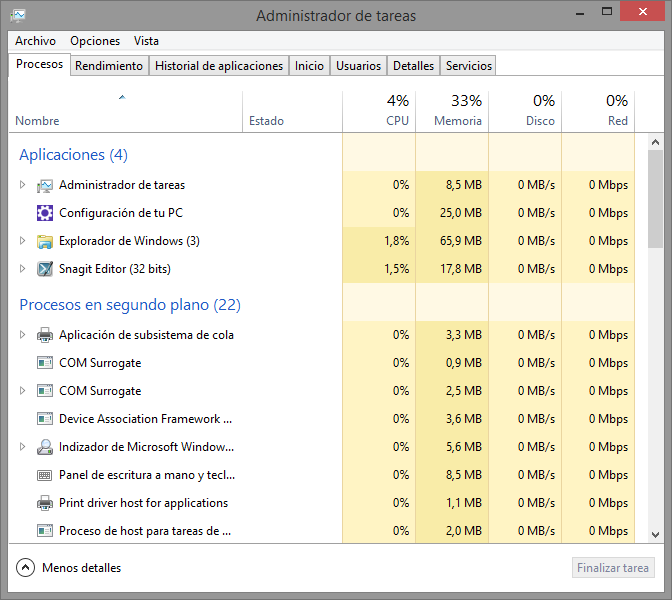 Administrador de tareas
Archivo Opciones Vista
Procesos Rendimiento Historial de aplicaciones Inicio Usuarios Detalles Servicios
4% 33% 0% 0%
Nombre Estado CPU Memoria Disco Red
Aplicaciones (4)
Administrador de tareas 0% 8,5 MB 0 MB/s 0 Mbps
Configuración de tu PC 0% 25,0 MB 0 MB/s 0 Mbps
Explorador de Windows (3) 1,8% 65,9 MB 0 MB/s 0 Mbps
Snagit Editor (32 bits) 1,5% 17,8 MB 0 MB/s 0 Mbps
Procesos en segundo plano (22)
Aplicación de subsistema de cola 0% 3,3 MB 0 MB/s 0 Mbps
COM Surrogate 0% 0,9 MB 0 MB/s 0 Mbps
COM Surrogate 0% 2,5 MB 0 MB/s 0 Mbps
Device Association Framework ... 0% 3,6 MB 0 MB/s 0 Mbps
Indizador de Microsoft Window... 0% 5,6 MB 0 MB/s 0 Mbps
Panel de escritura a mano y tecl... 0% 8,5 MB 0 MB/s 0 Mbps
Print driver host for applications 0% 1,1 MB 0 MB/s 0 Mbps
Proceso de host para tareas de ... 0% 2,0 MB 0 MB/s 0 Mbps
Menos detalles Finalizar tarea